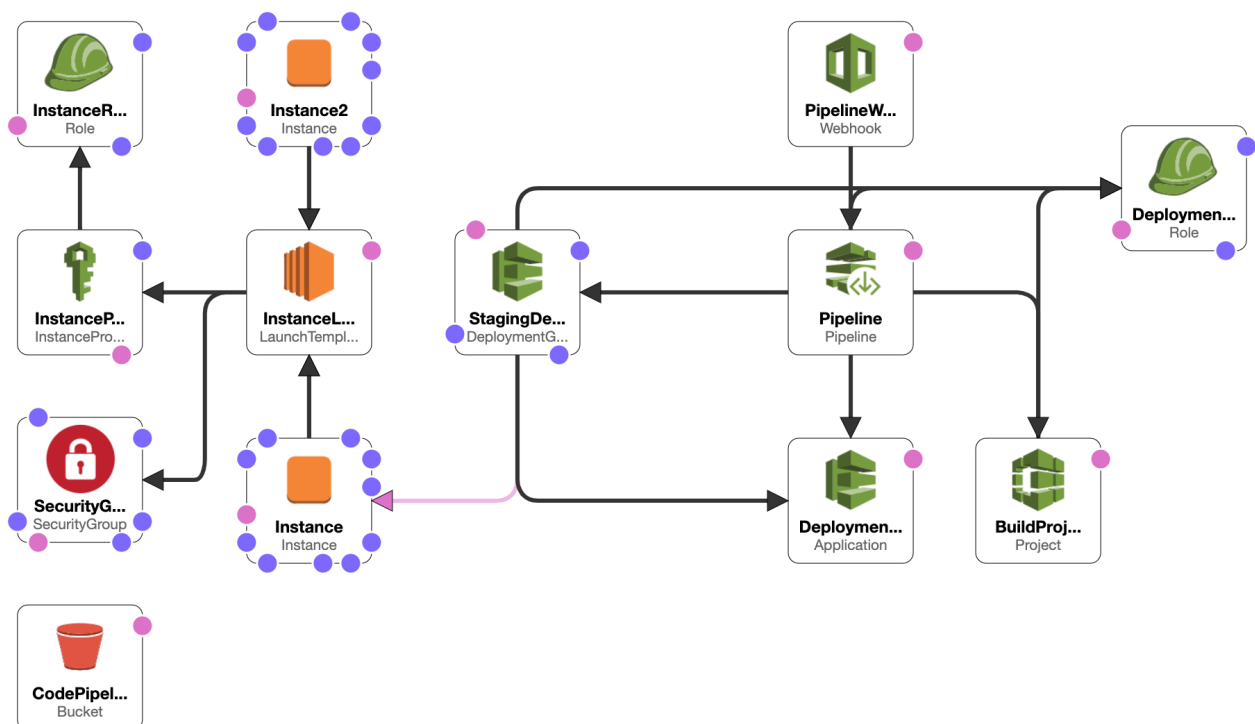 InstanceR...
Role
Instance2
Instance
PipelineW...
Webhook
Deploymen...
Role
InstanceP...
InstancePro...
InstanceL...
LaunchTempl...
StagingDe...
DeploymentG...
Pipeline
Pipeline
SecurityG...
SecurityGroup
Instance
Instance
Deploymen...
Application
BuildProj...
Project
CodePipel...
Bucket